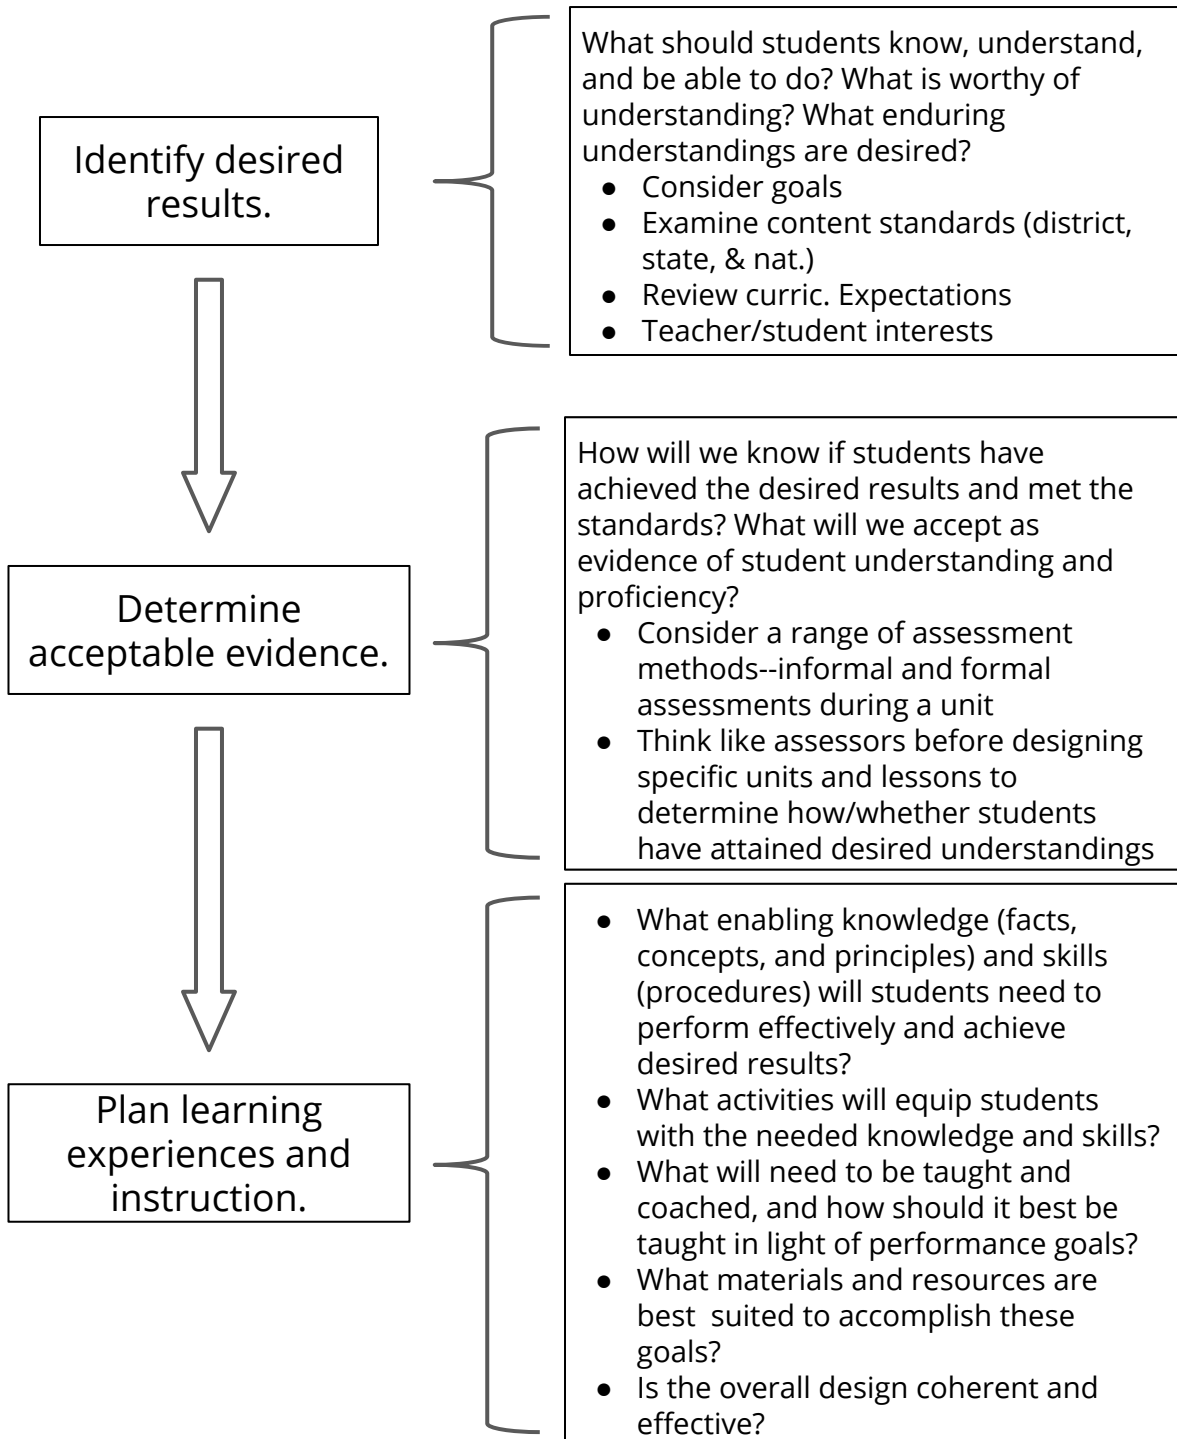 Identify desired
results.
What should students know, understand,
and be able to do? What is worthy of
understanding? What enduring
understandings are desired?
● Consider goals
● Examine content standards (district,
state, & nat.)
● Review curric. Expectations
● Teacher/student interests
Determine
acceptable evidence.
How will we know if students have
achieved the desired results and met the
standards? What will we accept as
evidence of student understanding and
proficiency?
● Consider a range of assessment
methods--informal and formal
assessments during a unit
● Think like assessors before designing
specific units and lessons to
determine how/whether students
have attained desired understandings
Plan learning
experiences and
instruction.
● What enabling knowledge (facts,
concepts, and principles) and skills
(procedures) will students need to
perform effectively and achieve
desired results?
● What activities will equip students
with the needed knowledge and skills?
● What will need to be taught and
coached, and how should it best be
taught in light of performance goals?
● What materials and resources are
best  suited to accomplish these
goals?
● Is the overall design coherent and
effective?